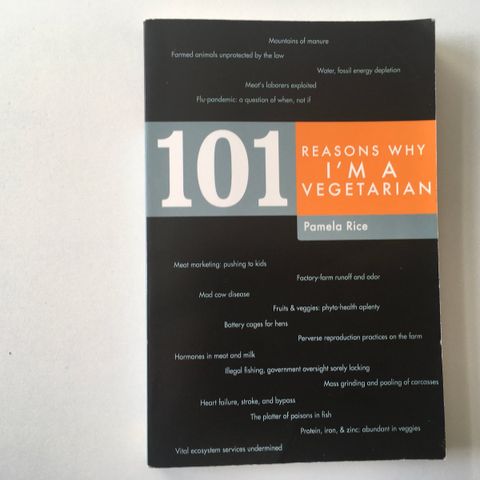 Mountains of manure
Farmed animals unprotected by the law
Water, fossil energy depletion
Meat's laborers exploited
Flu-pandemic: a question of when, not if
101
REASONS WHY
I'M A
VEGETARIAN
Pamela Rice
Meat marketing: pushing to kids
Factory-farm runoff and odor
Mad cow disease
Fruits & veggies: phyto-health aplenty
Battery cages for hens
Perverse reproduction practices on the farm
Hormones in meat and milk
Illegal fishing, government oversight sorely lacking
Mass grinding and pooling of carcasses
Heart failure, stroke, and bypass
The platter of poisons in fish
Protein, iron, & zinc: abundant in veggies
Vital ecosystem services undermined